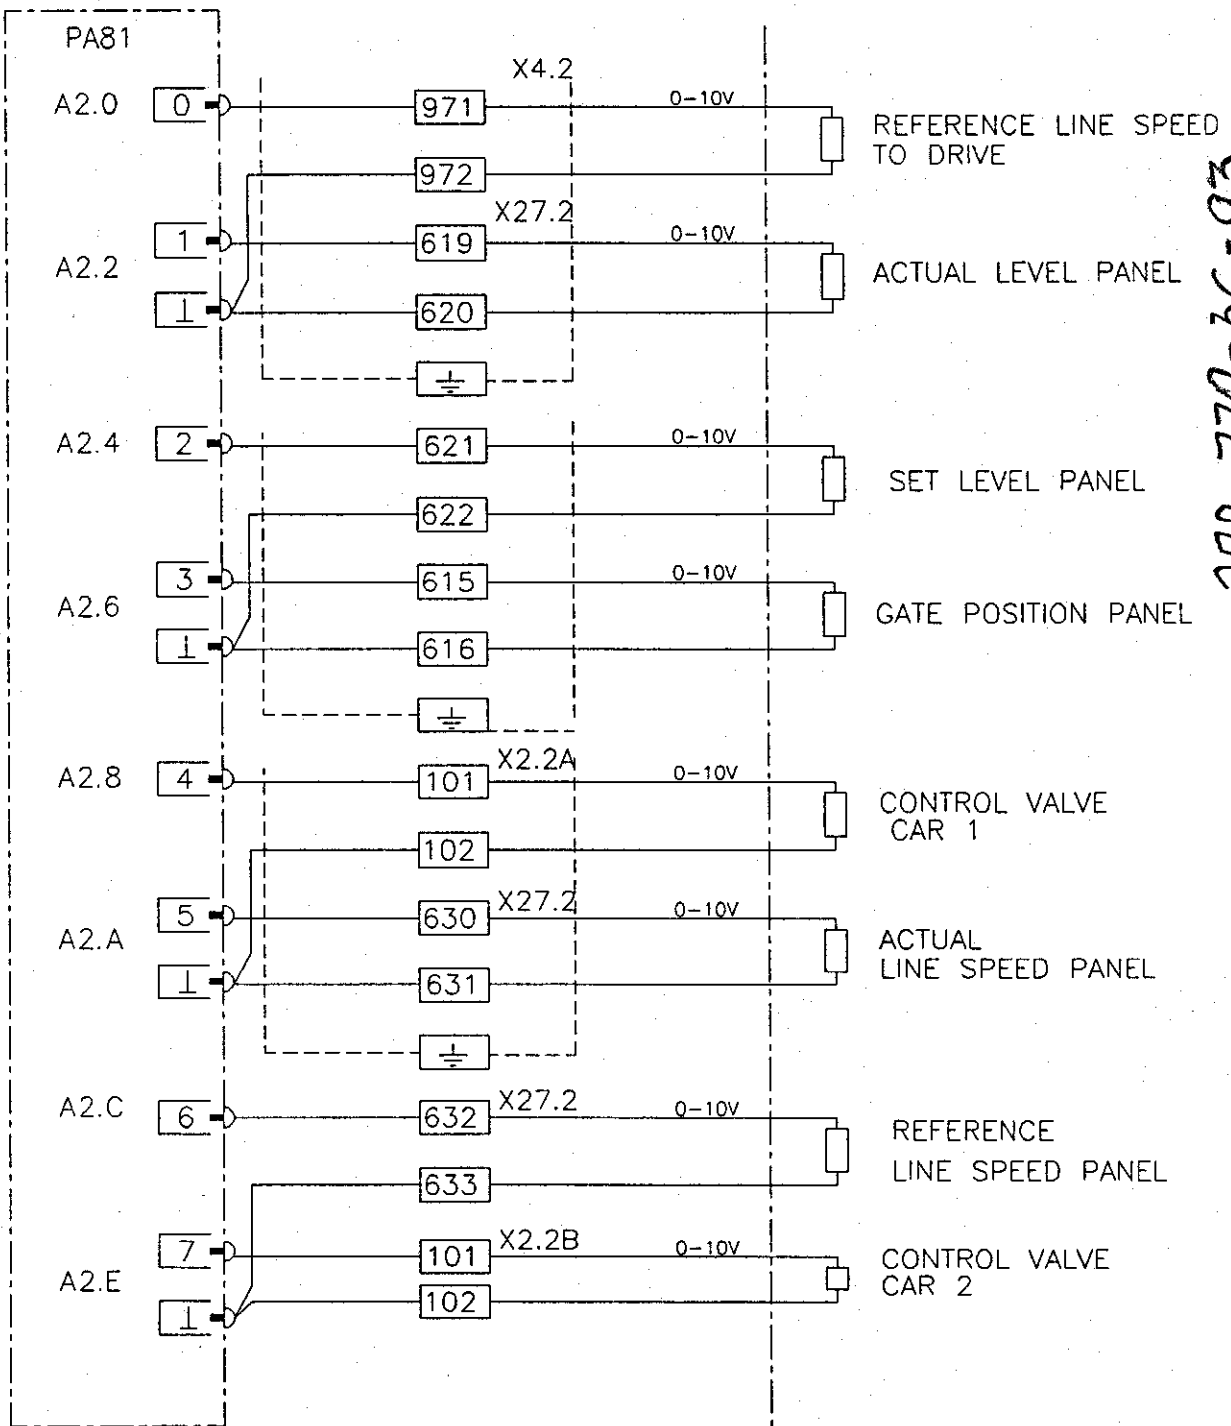 PA81
X4.2
A2.0 0 971 0-10V
REFERENCE LINE SPEED
TO DRIVE
972
X27.2
1 619 0-10V
A2.2 ACTUAL LEVEL PANEL
620
A2.4 2 621 0-10V
SET LEVEL PANEL
622
3 615 0-10V
A2.6 GATE POSITION PANEL
616
X2.2A
A2.8 4 101 0-10V
CONTROL VALVE
CAR 1
102
X27.2
5 630 0-10V
A2.A ACTUAL
LINE SPEED PANEL
631
X27.2
A2.C 6 632 0-10V
REFERENCE
LINE SPEED PANEL
633
X2.2B
7 101 0-10V
CONTROL VALVE
A2.E CAR 2
102